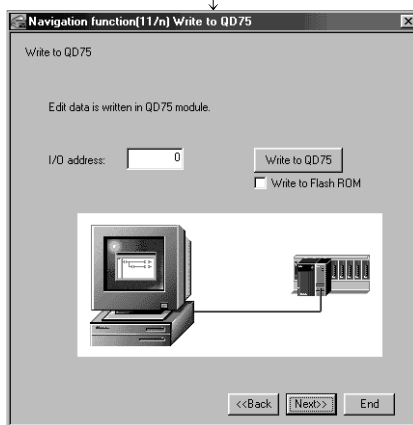 Navigation function(11/n) Write to QD75
Write to QD75
Edit data is written in QD75 module.
I/O address: 0 Write to QD75
Write to Flash ROM
<<Back Next>> End